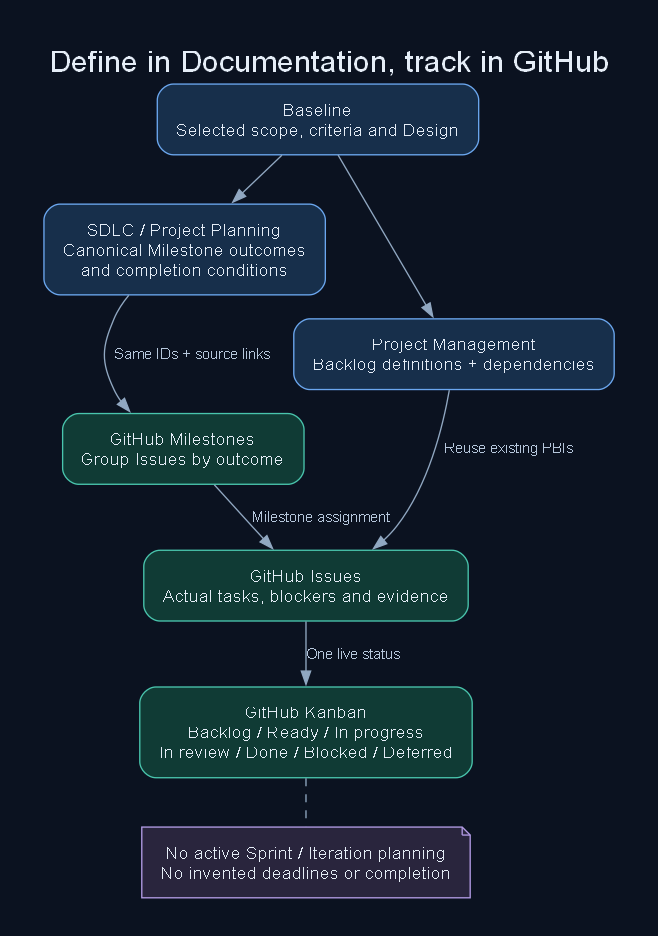 Define in Documentation, track in GitHub
Baseline
Selected scope, criteria and Design
SDLC / Project Planning
Canonical Milestone outcomes
and completion conditions
Project Management
Backlog definitions + dependencies
Same IDs + source links
GitHub Milestones
Group Issues by outcome
Reuse existing PBIs
Milestone assignment
GitHub Issues
Actual tasks, blockers and evidence
One live status
GitHub Kanban
Backlog / Ready / In progress
In review / Done / Blocked / Deferred
No active Sprint / Iteration planning
No invented deadlines or completion